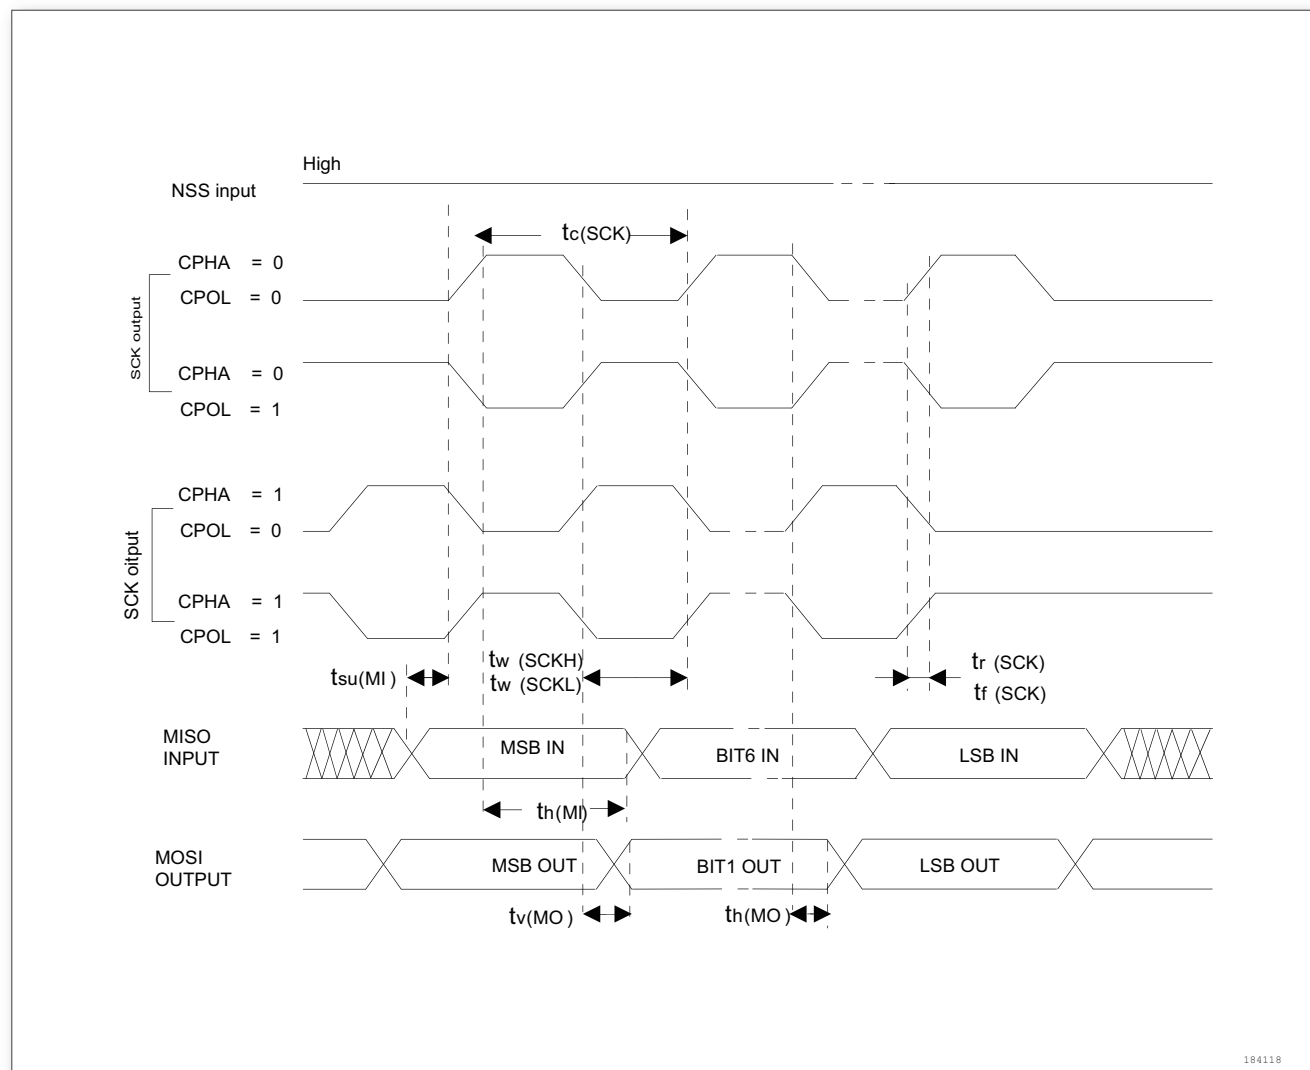 High
NSS input
tc(SCK)
CPHA = 0
CPOL = 0
SCK output
CPHA = 0
CPOL = 1
CPHA = 1
CPOL = 0
SCK oitput
CPHA = 1
CPOL = 1
tsu(MI)
tw (SCKH)
tw (SCKL)
tr (SCK)
tf (SCK)
MISO
INPUT
MSB IN
BIT6 IN
LSB IN
th(MI)
MOSI
OUTPUT
MSB OUT
BIT1 OUT
LSB OUT
tv(MO)
th(MO)
184118